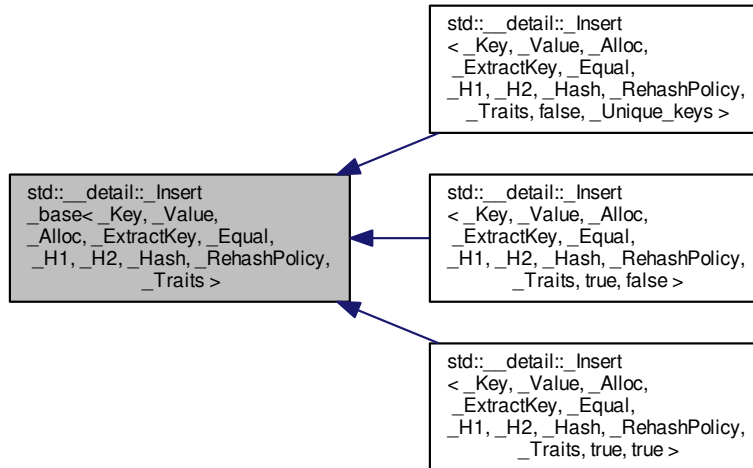 std::__detail::_Insert
_base< _Key, _Value,
_Alloc, _ExtractKey, _Equal,
_H1, _H2, _Hash, _RehashPolicy,
_Traits >
std::__detail::_Insert
< _Key, _Value, _Alloc,
_ExtractKey, _Equal,
_H1, _H2, _Hash, _RehashPolicy,
_Traits, false, _Unique_keys >
std::__detail::_Insert
< _Key, _Value, _Alloc,
_ExtractKey, _Equal,
_H1, _H2, _Hash, _RehashPolicy,
_Traits, true, false >
std::__detail::_Insert
< _Key, _Value, _Alloc,
_ExtractKey, _Equal,
_H1, _H2, _Hash, _RehashPolicy,
_Traits, true, true >